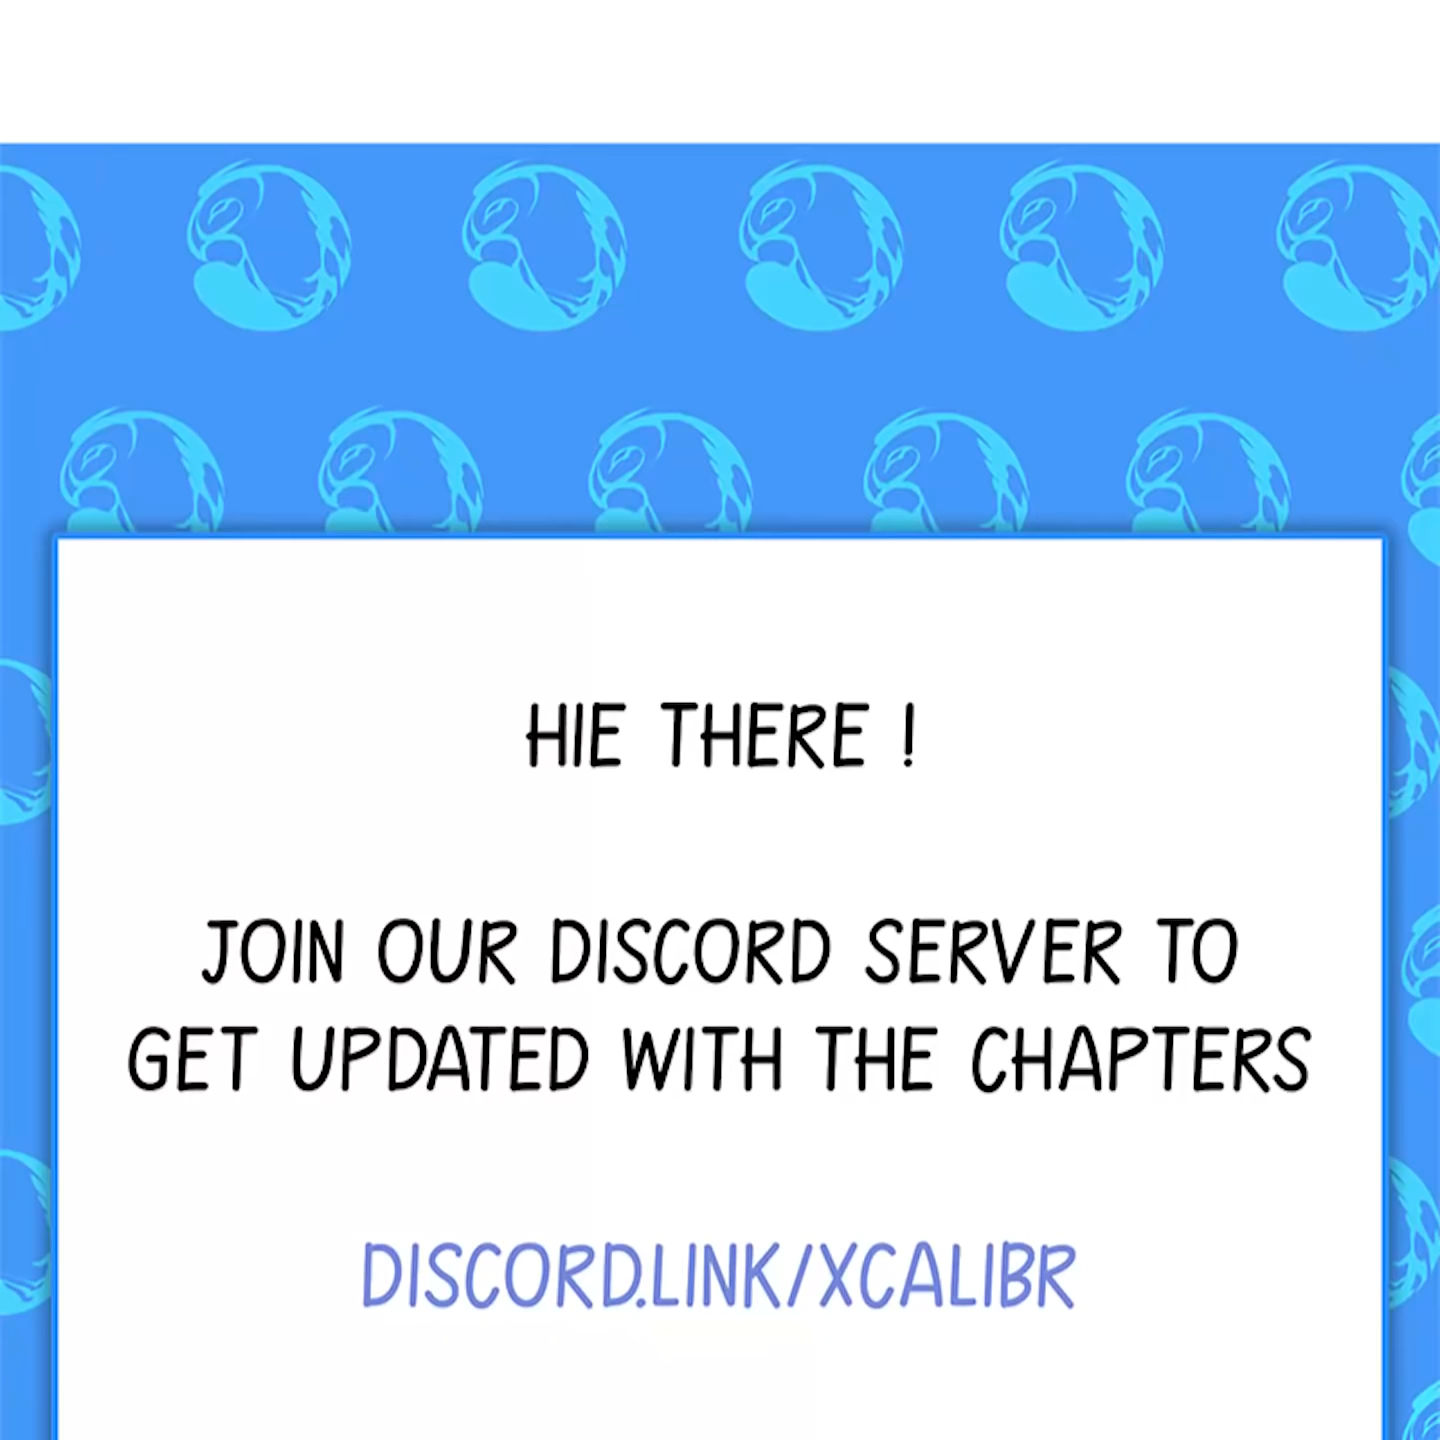 HIE THERE !
JOIN OUR DISCORD SERVER TO
GET UPDATED WITH THE CHAPTERS
DISCORD.LINK/XCALIBR